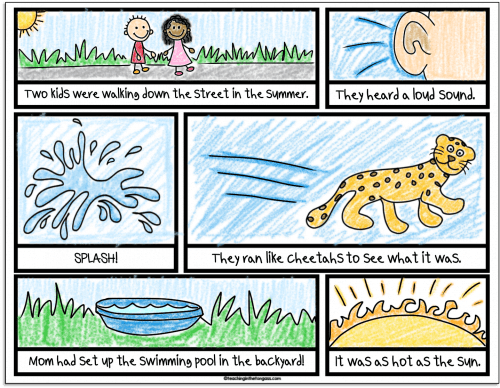 Two kids were walking down the street in the summer.
They heard a loud sound.
SPLASH!
They ran like cheetahs to see what it was.
Mom had set up the swimming pool in the backyard!
It was as hot as the sun.
©teachinginthetongass.com